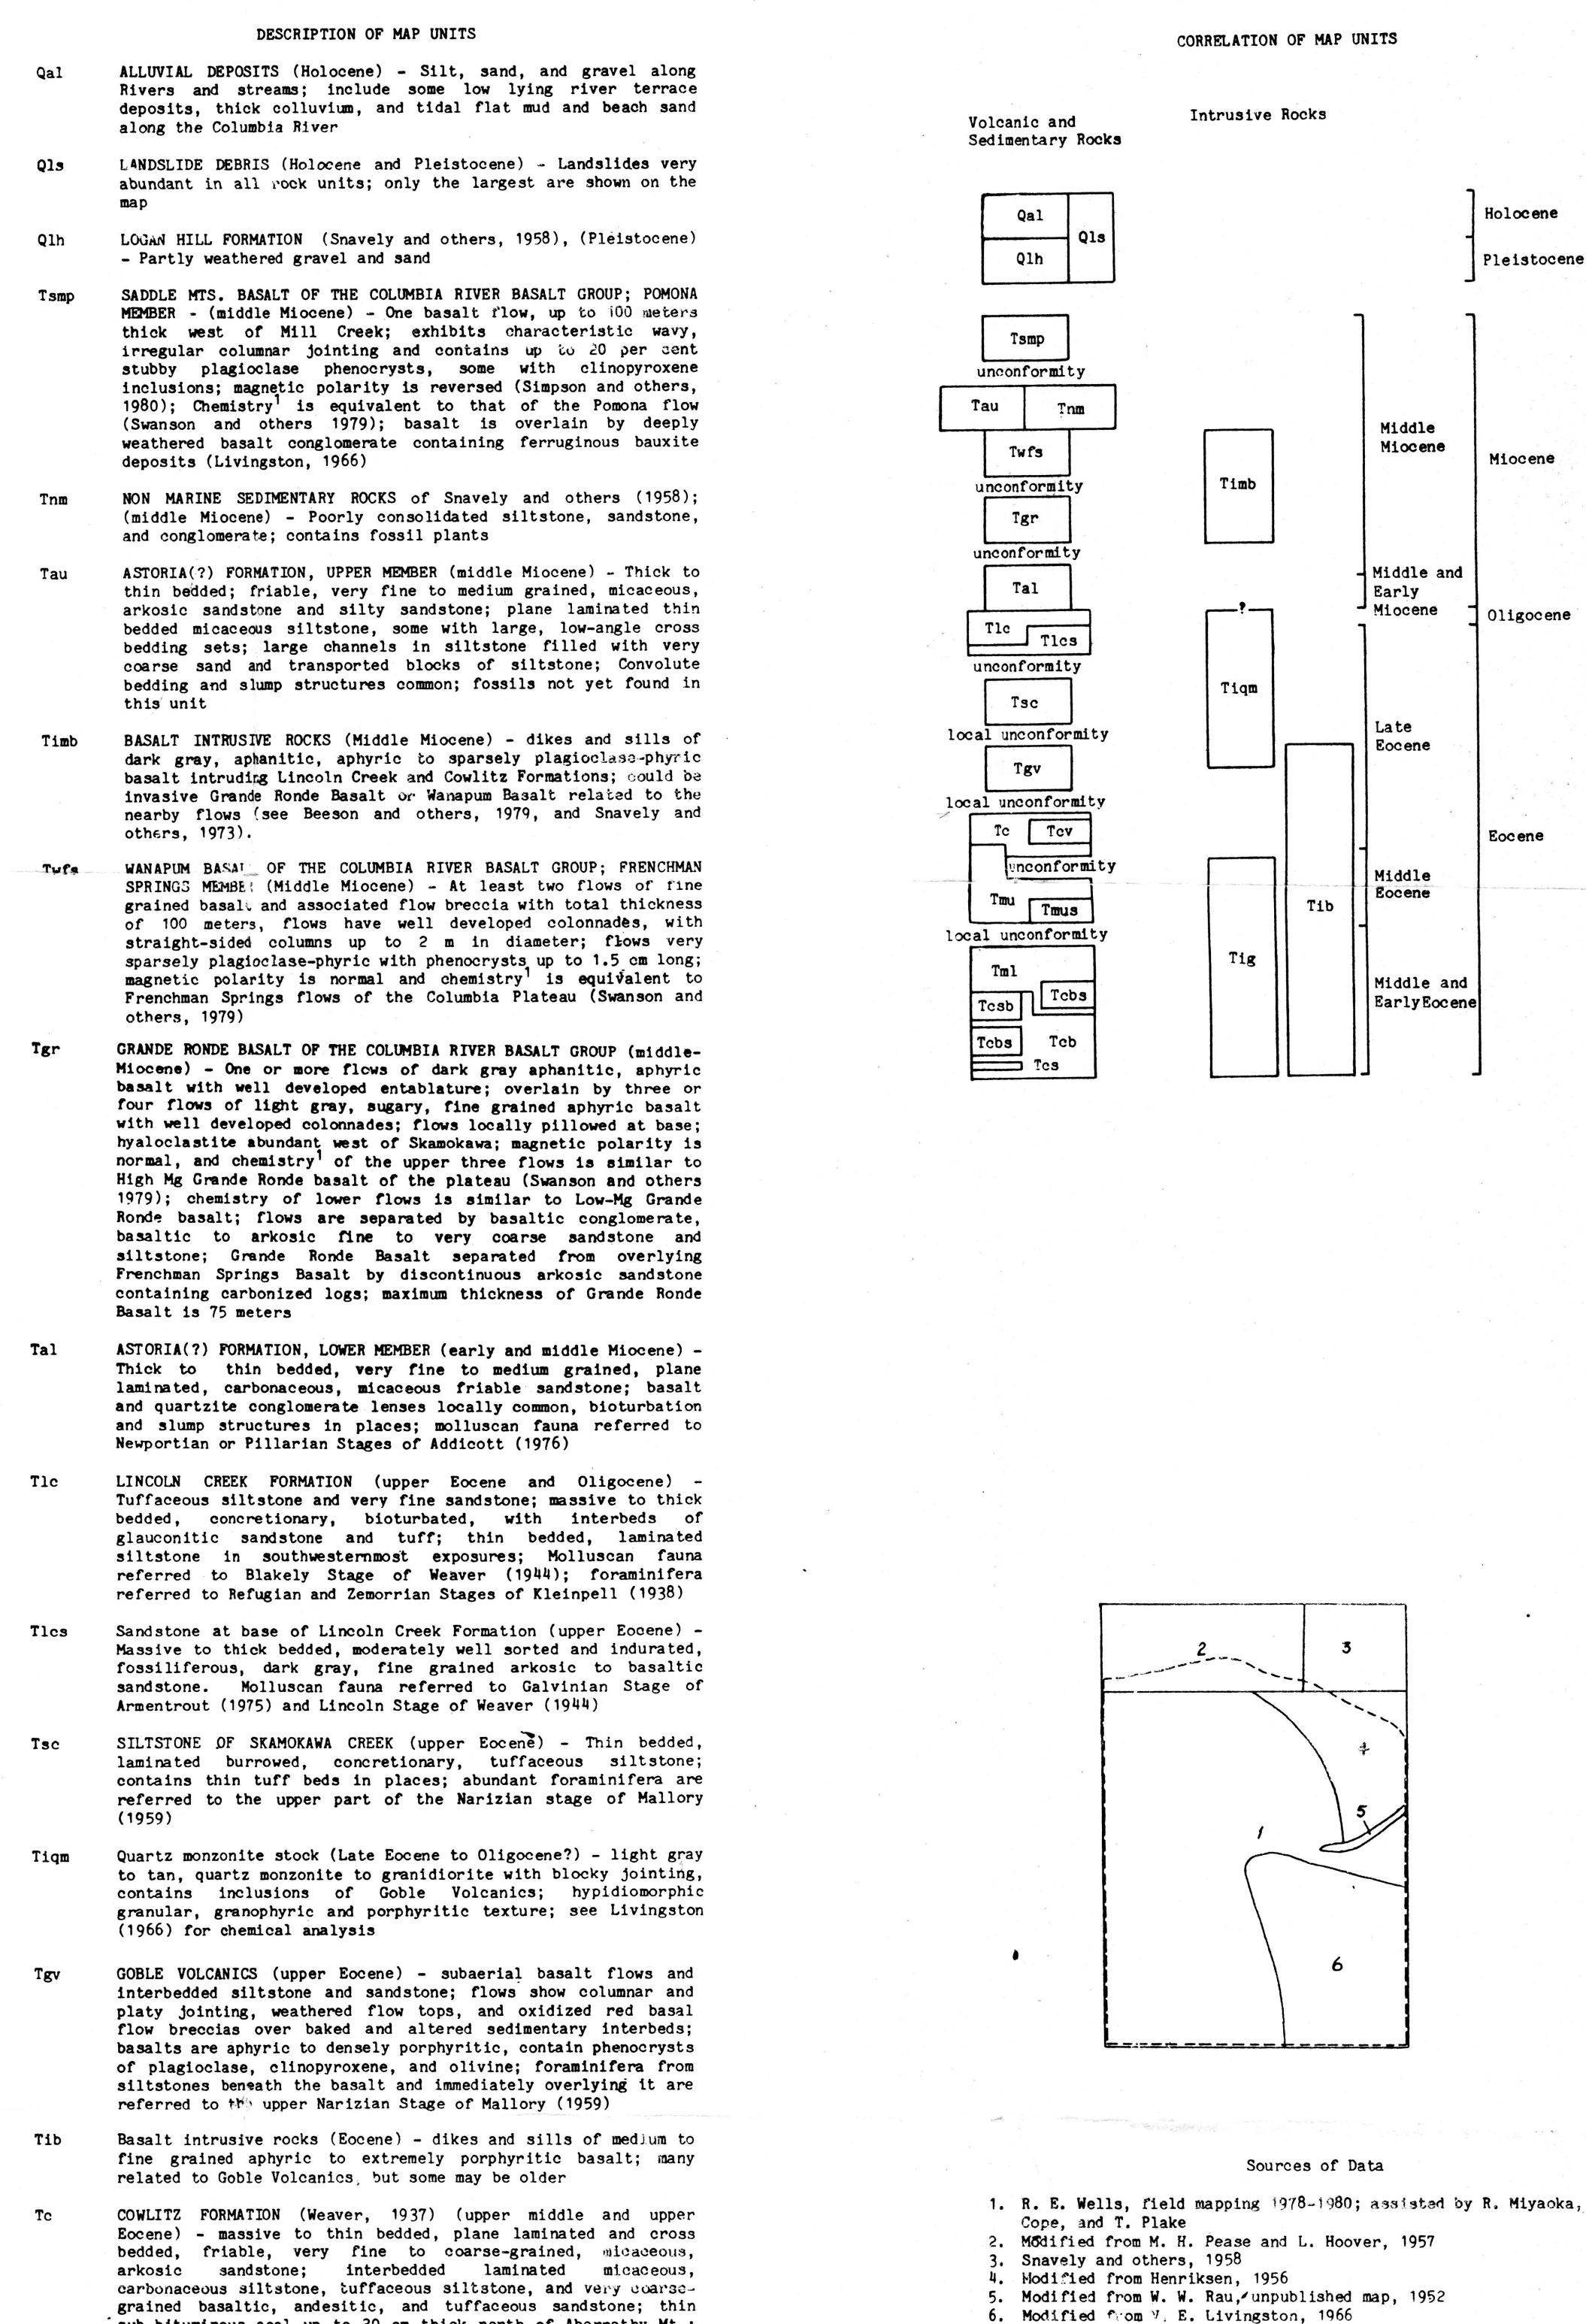 DESCRIPTION OF MAP UNITS
Qal ALLUVIAL DEPOSITS (Holocene) - Silt, sand, and gravel along
Rivers and streams; include some low lying river terrace
deposits, thick colluvium, and tidal flat mud and beach sand
along the Columbia River
Qls LANDSLIDE DEBRIS (Holocene and Pleistocene) - Landslides very
abundant in all rock units; only the largest are shown on the
map
Qlh LOGAN HILL FORMATION (Snavely and others, 1958), (Pleistocene)
- Partly weathered gravel and sand
Tsmp SADDLE MTS. BASALT OF THE COLUMBIA RIVER BASALT GROUP; POMONA
MEMBER - (middle Miocene) - One basalt flow, up to 100 meters
thick west of Mill Creek; exhibits characteristic wavy,
irregular columnar jointing and contains up to 20 per cent
stubby plagioclase phenocrysts, some with clinopyroxene
inclusions; magnetic polarity is reversed (Simpson and others,
1980); Chemistry¹ is equivalent to that of the Pomona flow
(Swanson and others 1979); basalt is overlain by deeply
weathered basalt conglomerate containing ferruginous bauxite
deposits (Livingston, 1966)
Tnm NON MARINE SEDIMENTARY ROCKS of Snavely and others (1958);
(middle Miocene) - Poorly consolidated siltstone, sandstone,
and conglomerate; contains fossil plants
Tau ASTORIA(?) FORMATION, UPPER MEMBER (middle Miocene) - Thick to
thin bedded; friable, very fine to medium grained, micaceous,
arkosic sandstone and silty sandstone; plane laminated thin
bedded micaceous siltstone, some with large, low-angle cross
bedding sets; large channels in siltstone filled with very
coarse sand and transported blocks of siltstone; Convolute
bedding and slump structures common; fossils not yet found in
this unit
Timb BASALT INTRUSIVE ROCKS (Middle Miocene) - dikes and sills of
dark gray, aphanitic, aphyric to sparsely plagioclase-phyric
basalt intruding Lincoln Creek and Cowlitz Formations; could be
invasive Grande Ronde Basalt or Wanapum Basalt related to the
nearby flows (see Beeson and others, 1979, and Snavely and
others, 1973).
Twfs WANAPUM BASAL OF THE COLUMBIA RIVER BASALT GROUP; FRENCHMAN
SPRINGS MEMBE (Middle Miocene) - At least two flows of fine
grained basalt and associated flow breccia with total thickness
of 100 meters, flows have well developed colonnades, with
straight-sided columns up to 2 m in diameter; flows very
sparsely plagioclase-phyric with phenocrysts up to 1.5 cm long;
magnetic polarity is normal and chemistry¹ is equivalent to
Frenchman Springs flows of the Columbia Plateau (Swanson and
others, 1979)
Tgr GRANDE RONDE BASALT OF THE COLUMBIA RIVER BASALT GROUP (middle-
Miocene) - One or more flows of dark gray aphanitic, aphyric
basalt with well developed entablature; overlain by three or
four flows of light gray, sugary, fine grained aphyric basalt
with well developed colonnades; flows locally pillowed at base;
hyaloclastite abundant west of Skamokawa; magnetic polarity is
normal, and chemistry¹ of the upper three flows is similar to
High Mg Grande Ronde basalt of the plateau (Swanson and others
1979); chemistry of lower flows is similar to Low-Mg Grande
Ronde basalt; flows are separated by basaltic conglomerate,
basaltic to arkosic fine to very coarse sandstone and
siltstone; Grande Ronde Basalt separated from overlying
Frenchman Springs Basalt by discontinuous arkosic sandstone
containing carbonized logs; maximum thickness of Grande Ronde
Basalt is 75 meters
Tal ASTORIA(?) FORMATION, LOWER MEMBER (early and middle Miocene) -
Thick to thin bedded, very fine to medium grained, plane
laminated, carbonaceous, micaceous friable sandstone; basalt
and quartzite conglomerate lenses locally common, bioturbation
and slump structures in places; molluscan fauna referred to
Newportian or Pillarian Stages of Addicott (1976)
Tlc LINCOLN CREEK FORMATION (upper Eocene and Oligocene) -
Tuffaceous siltstone and very fine sandstone; massive to thick
bedded, concretionary, bioturbated, with interbeds of
glauconitic sandstone and tuff; thin bedded, laminated
siltstone in southwesternmost exposures; Molluscan fauna
referred to Blakely Stage of Weaver (1944); foraminifera
referred to Refugian and Zemorrian Stages of Kleinpell (1938)
Tlcs Sandstone at base of Lincoln Creek Formation (upper Eocene) -
Massive to thick bedded, moderately well sorted and indurated,
fossiliferous, dark gray, fine grained arkosic to basaltic
sandstone. Molluscan fauna referred to Galvinian Stage of
Armentrout (1975) and Lincoln Stage of Weaver (1944)
Tsc SILTSTONE OF SKAMOKAWA CREEK (upper Eocene) - Thin bedded,
laminated burrowed, concretionary, tuffaceous siltstone;
contains thin tuff beds in places; abundant foraminifera are
referred to the upper part of the Narizian stage of Mallory
(1959)
Tiqm Quartz monzonite stock (Late Eocene to Oligocene?) - light gray
to tan, quartz monzonite to granidiorite with blocky jointing,
contains inclusions of Goble Volcanics; hypidiomorphic
granular, granophyric and porphyritic texture; see Livingston
(1966) for chemical analysis
Tgv GOBLE VOLCANICS (upper Eocene) - subaerial basalt flows and
interbedded siltstone and sandstone; flows show columnar and
platy jointing, weathered flow tops, and oxidized red basal
flow breccias over baked and altered sedimentary interbeds;
basalts are aphyric to densely porphyritic, contain phenocrysts
of plagioclase, clinopyroxene, and olivine; foraminifera from
siltstones beneath the basalt and immediately overlying it are
referred to the upper Narizian Stage of Mallory (1959)
Tib Basalt intrusive rocks (Eocene) - dikes and sills of medium to
fine grained aphyric to extremely porphyritic basalt; many
related to Goble Volcanics, but some may be older
Tc COWLITZ FORMATION (Weaver, 1937) (upper middle and upper
Eocene) - massive to thin bedded, plane laminated and cross
bedded, friable, very fine to coarse-grained, micaceous,
arkosic sandstone; interbedded laminated micaceous,
carbonaceous siltstone, tuffaceous siltstone, and very coarse-
grained basaltic, andesitic, and tuffaceous sandstone; thin
CORRELATION OF MAP UNITS
Volcanic and
Sedimentary Rocks
Intrusive Rocks
Qal
Qls
Qlh
Holocene
Pleistocene
Tsmp
unconformity
Tau Tnm
Twfs
unconformity
Tgr
unconformity
Tal
Tlc
Tlcs
unconformity
Tsc
local unconformity
Tgv
local unconformity
Tc Tcv
unconformity
Tmu
Tmus
local unconformity
Tml
Tcbs
Tcsb
Tcbs Tcb
Tcs
Timb
?
Tiqm
Tib
Tig
Middle
Miocene
Middle and
Early
Miocene
Late
Eocene
Middle
Eocene
Middle and
EarlyEocene
Miocene
Oligocene
Eocene
2
3
4
5
1
6
Sources of Data
1. R. E. Wells, field mapping 1978-1980; assisted by R. Miyaoka,
Cope, and T. Plake
2. Modified from M. H. Pease and L. Hoover, 1957
3. Snavely and others, 1958
4. Modified from Henriksen, 1956
5. Modified from W. W. Rau, unpublished map, 1952
6. Modified from V. E. Livingston, 1966